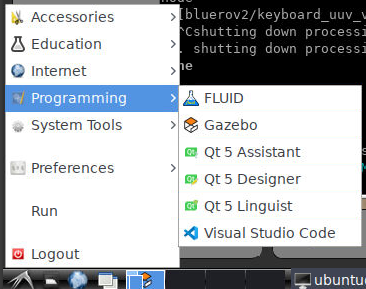 [bluerov2/keyboard_uuv_v
^Cshutting down processi
. shutting down processi
ne
Accessories
Education
Internet
Programming
System Tools
Preferences
Run
Logout
FLUID
Gazebo
Qt 5 Assistant
Qt 5 Designer
Qt 5 Linguist
Visual Studio Code
ubuntu